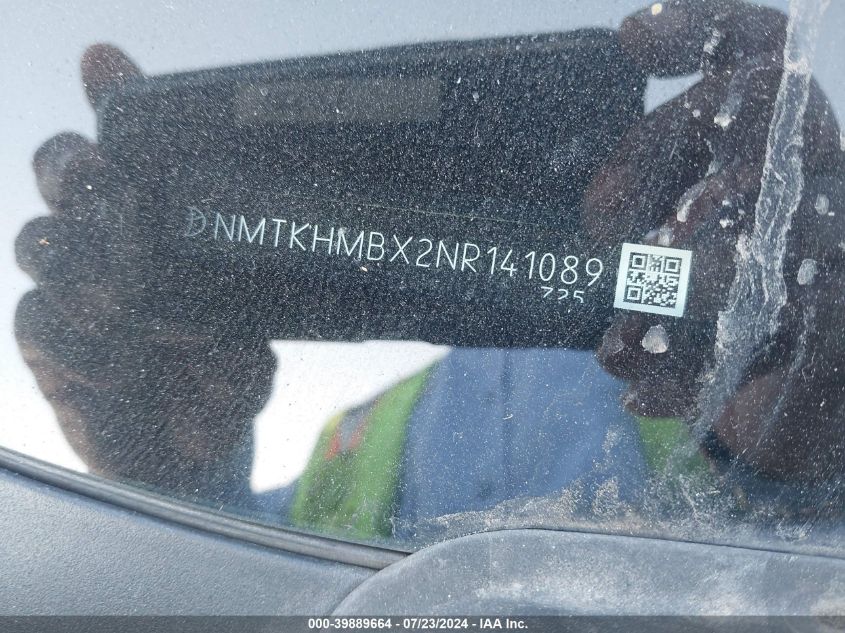 NMTKHMBX2NR141089
000-39889664 / 07/23/2024 - IAA Inc.